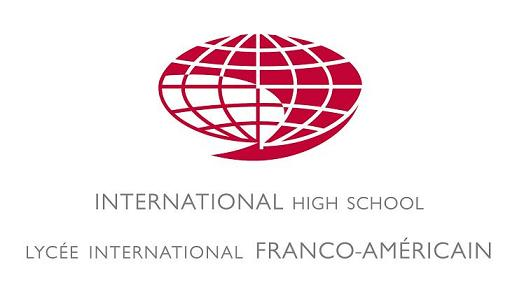 INTERNATIONAL HIGH SCHOOL
LYCÉE INTERNATIONAL FRANCO-AMÉRICAIN